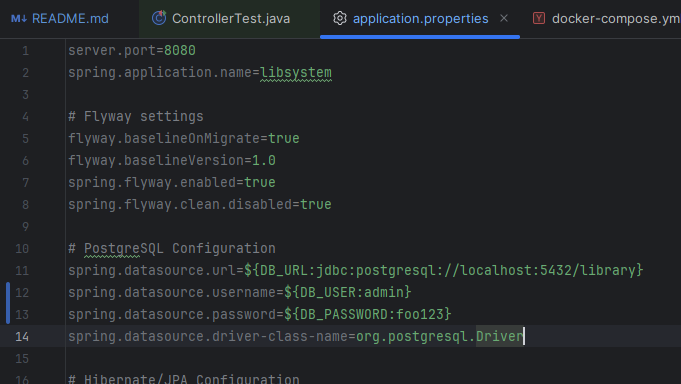 README.md ControllerTest.java application.properties docker-compose.ym
1 server.port=8080
2 spring.application.name=libsystem
3
4 # Flyway settings
5 flyway.baselineOnMigrate=true
6 flyway.baselineVersion=1.0
7 spring.flyway.enabled=true
8 spring.flyway.clean.disabled=true
9
10 # PostgreSQL Configuration
11 spring.datasource.url=${DB_URL:jdbc:postgresql://localhost:5432/library}
12 spring.datasource.username=${DB_USER:admin}
13 spring.datasource.password=${DB_PASSWORD:foo123}
14 spring.datasource.driver-class-name=org.postgresql.Driver
15
16 # Hibernate/JPA Configuration